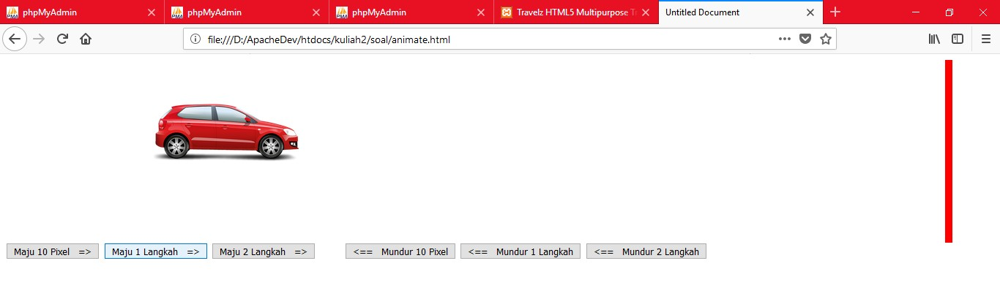 phpMyAdmin
phpMyAdmin
phpMyAdmin
Travelz HTML5 Multipurpose
Untitled Document
file:///D:/ApacheDev/htdocs/kuliah2/soal/animate.html
Maju 10 Pixel => Maju 1 Langkah => Maju 2 Langkah => <== Mundur 10 Pixel <== Mundur 1 Langkah <== Mundur 2 Langkah